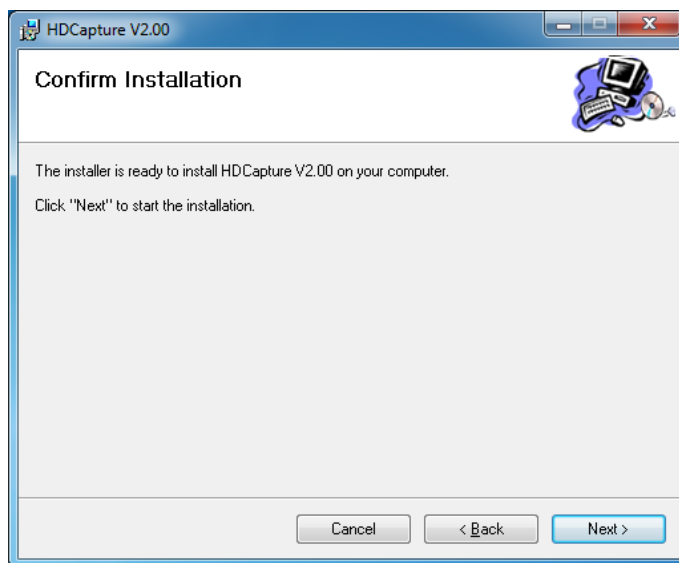 HDCapture V2.00
Confirm Installation
The installer is ready to install HDCapture V2.00 on your computer.
Click "Next" to start the installation.
Cancel
< Back
Next >